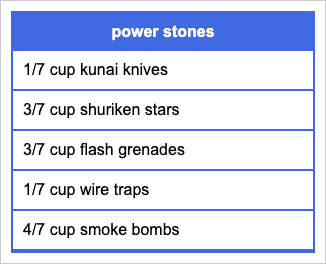 power stones
1/7 cup kunai knives
3/7 cup shuriken stars
3/7 cup flash grenades
1/7 cup wire traps
4/7 cup smoke bombs